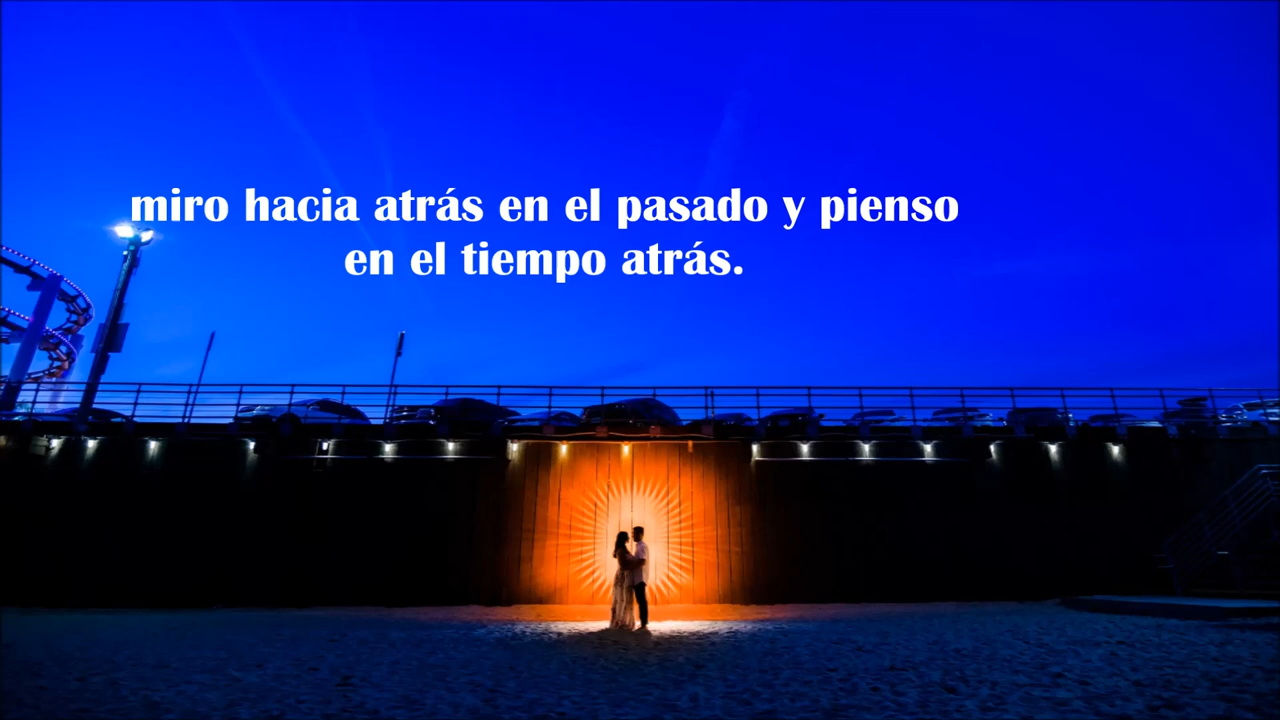 miro hacia atrás en el pasado y pienso
en el tiempo atrás.